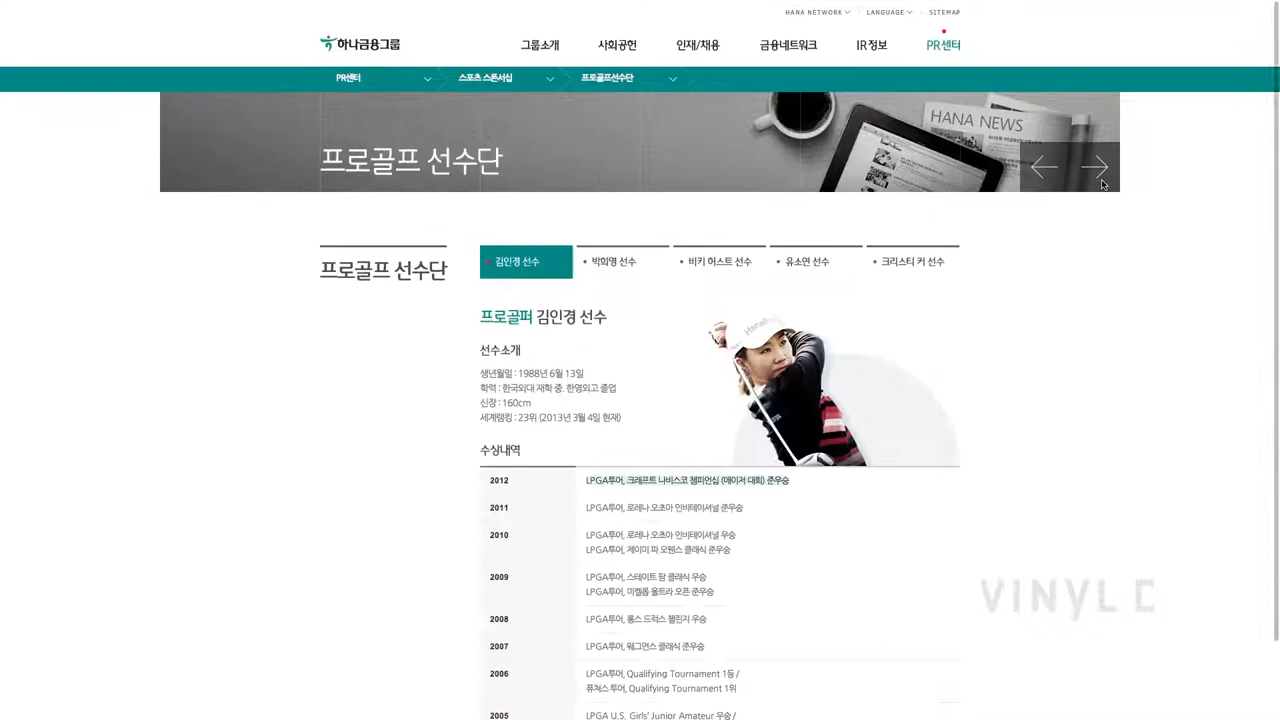 HANA NETWORK
LANGUAGE
SITEMAP
하나금융그룹
그룹소개
사회공헌
인재/채용
금융네트워크
IR정보
PR센터
PR센터
스포츠 스폰서십
프로골프선수단
HANA NEWS
프로골프 선수단
프로골프 선수단
김인경 선수
박희영 선수
비키 허스트 선수
유소연 선수
크리스티 커 선수
프로골퍼 김인경 선수
선수소개
생년월일 : 1988년 6월 13일
학력 : 한국외대 재학 중. 한영외고 졸업
신장 : 160cm
세계랭킹 : 23위 (2013년 3월 4일 현재)
수상내역
2012
LPGA투어, 크래프트 나비스코 챔피언십 (메이저 대회) 준우승
2011
LPGA투어, 로레나 오초아 인비테이셔널 준우승
2010
LPGA투어, 로레나 오초아 인비테이셔널 우승
LPGA투어, 제이미 파 오웬스 클래식 준우승
2009
LPGA투어, 스테이트 팜 클래식 우승
LPGA투어, 미켈롭 울트라 오픈 준우승
2008
LPGA투어, 롱스 드럭스 챌린지 우승
2007
LPGA투어, 웨그먼스 클래식 준우승
2006
LPGA투어, Qualifying Tournament 1등 /
퓨쳐스 투어, Qualifying Tournament 1위
2005
LPGA U.S. Girls' Junior Amateur 우승 /
VINYL C